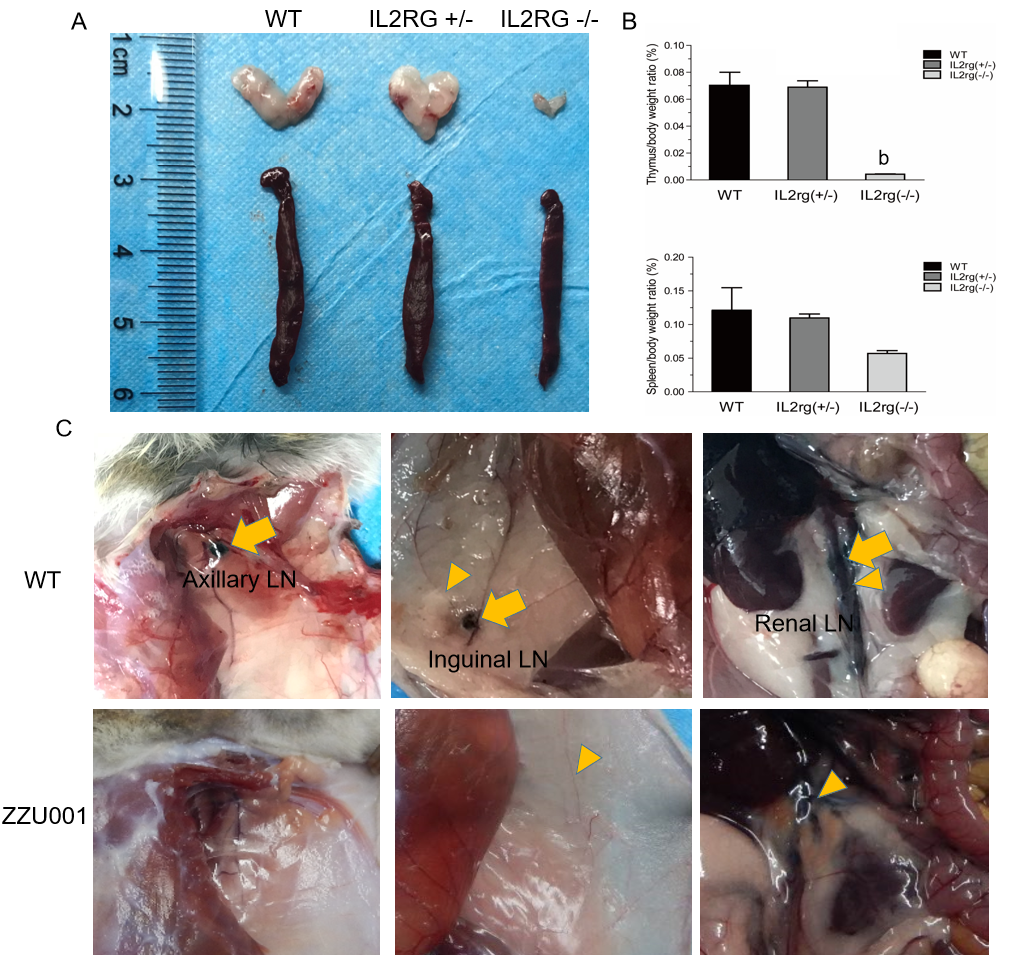 A
WT
IL2RG +/-
IL2RG -/-
1cm
2
3
4
5
6
B
Thymus/body weight ratio (%)
0.10
0.08
0.06
0.04
0.02
0.00
b
WT
IL2rg(+/-)
IL2rg(-/-)
WT
IL2rg(+/-)
IL2rg(-/-)
Spleen/body weight ratio (%)
0.20
0.15
0.10
0.05
0.00
WT
IL2rg(+/-)
IL2rg(-/-)
WT
IL2rg(+/-)
IL2rg(-/-)
C
WT
Axillary LN
Inguinal LN
Renal LN
ZZU001